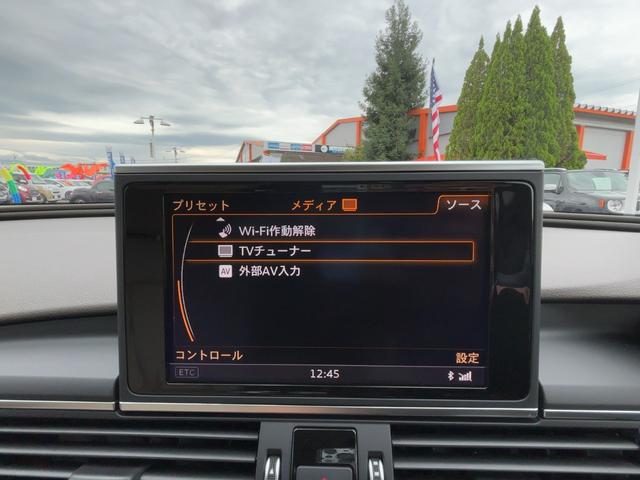 プリセット メディア ソース
Wi-Fi作動解除
TVチューナー
AV 外部AV入力
コントロール 設定
ETC 12:45